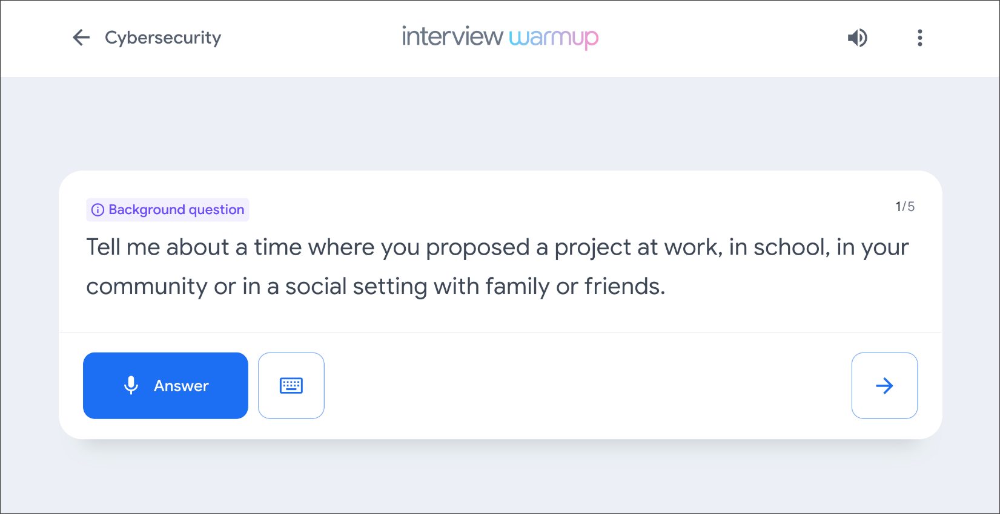 Cybersecurity
interview warmup
Background question
1/5
Tell me about a time where you proposed a project at work, in school, in your
community or in a social setting with family or friends.
Answer